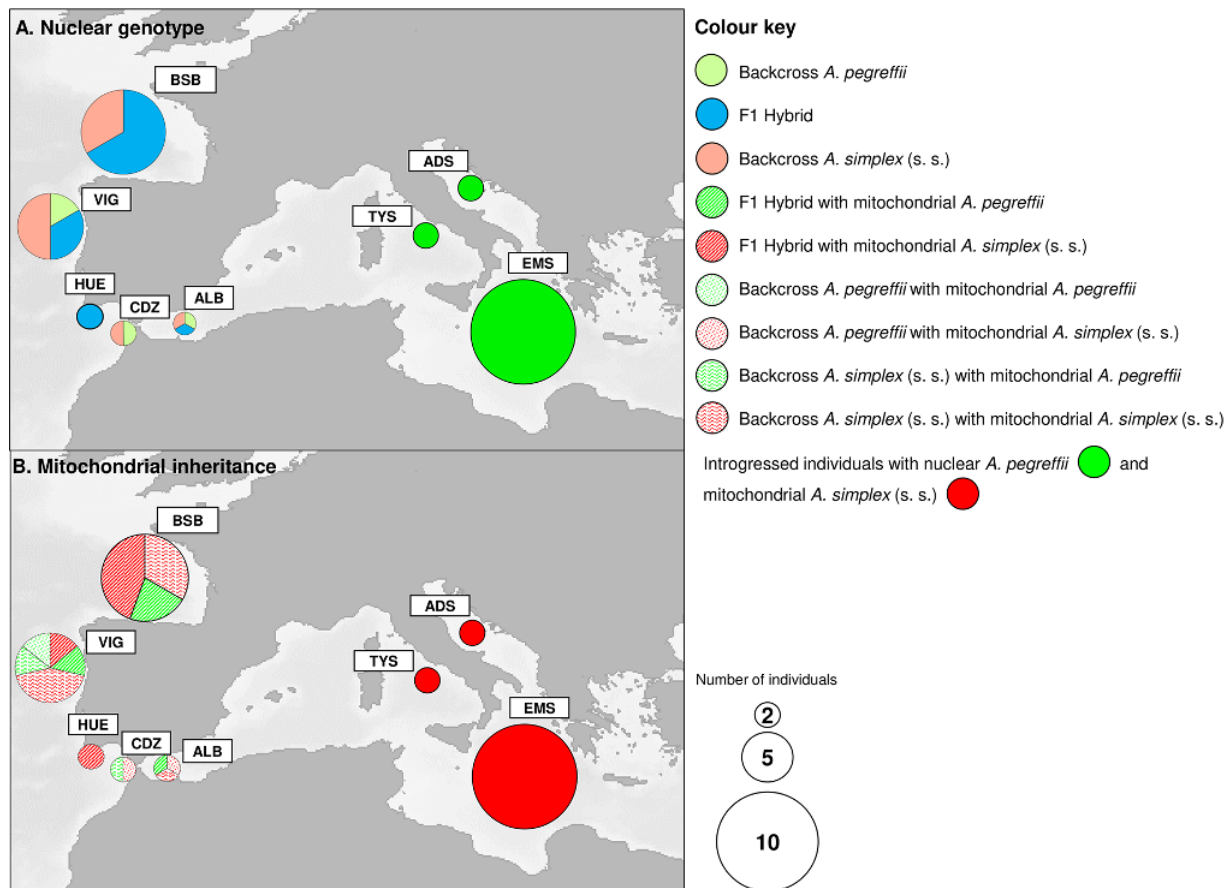 A. Nuclear genotype
BSB
VIG
HUE
CDZ
ALB
TYS
ADS
EMS
B. Mitochondrial inheritance
BSB
VIG
HUE
CDZ
ALB
TYS
ADS
EMS
Colour key
Backcross A. pegreffii
F1 Hybrid
Backcross A. simplex (s. s.)
F1 Hybrid with mitochondrial A. pegreffii
F1 Hybrid with mitochondrial A. simplex (s. s.)
Backcross A. pegreffii with mitochondrial A. pegreffii
Backcross A. pegreffii with mitochondrial A. simplex (s. s.)
Backcross A. simplex (s. s.) with mitochondrial A. pegreffii
Backcross A. simplex (s. s.) with mitochondrial A. simplex (s. s.)
Introgressed individuals with nuclear A. pegreffii and
mitochondrial A. simplex (s. s.)
Number of individuals
2
5
10